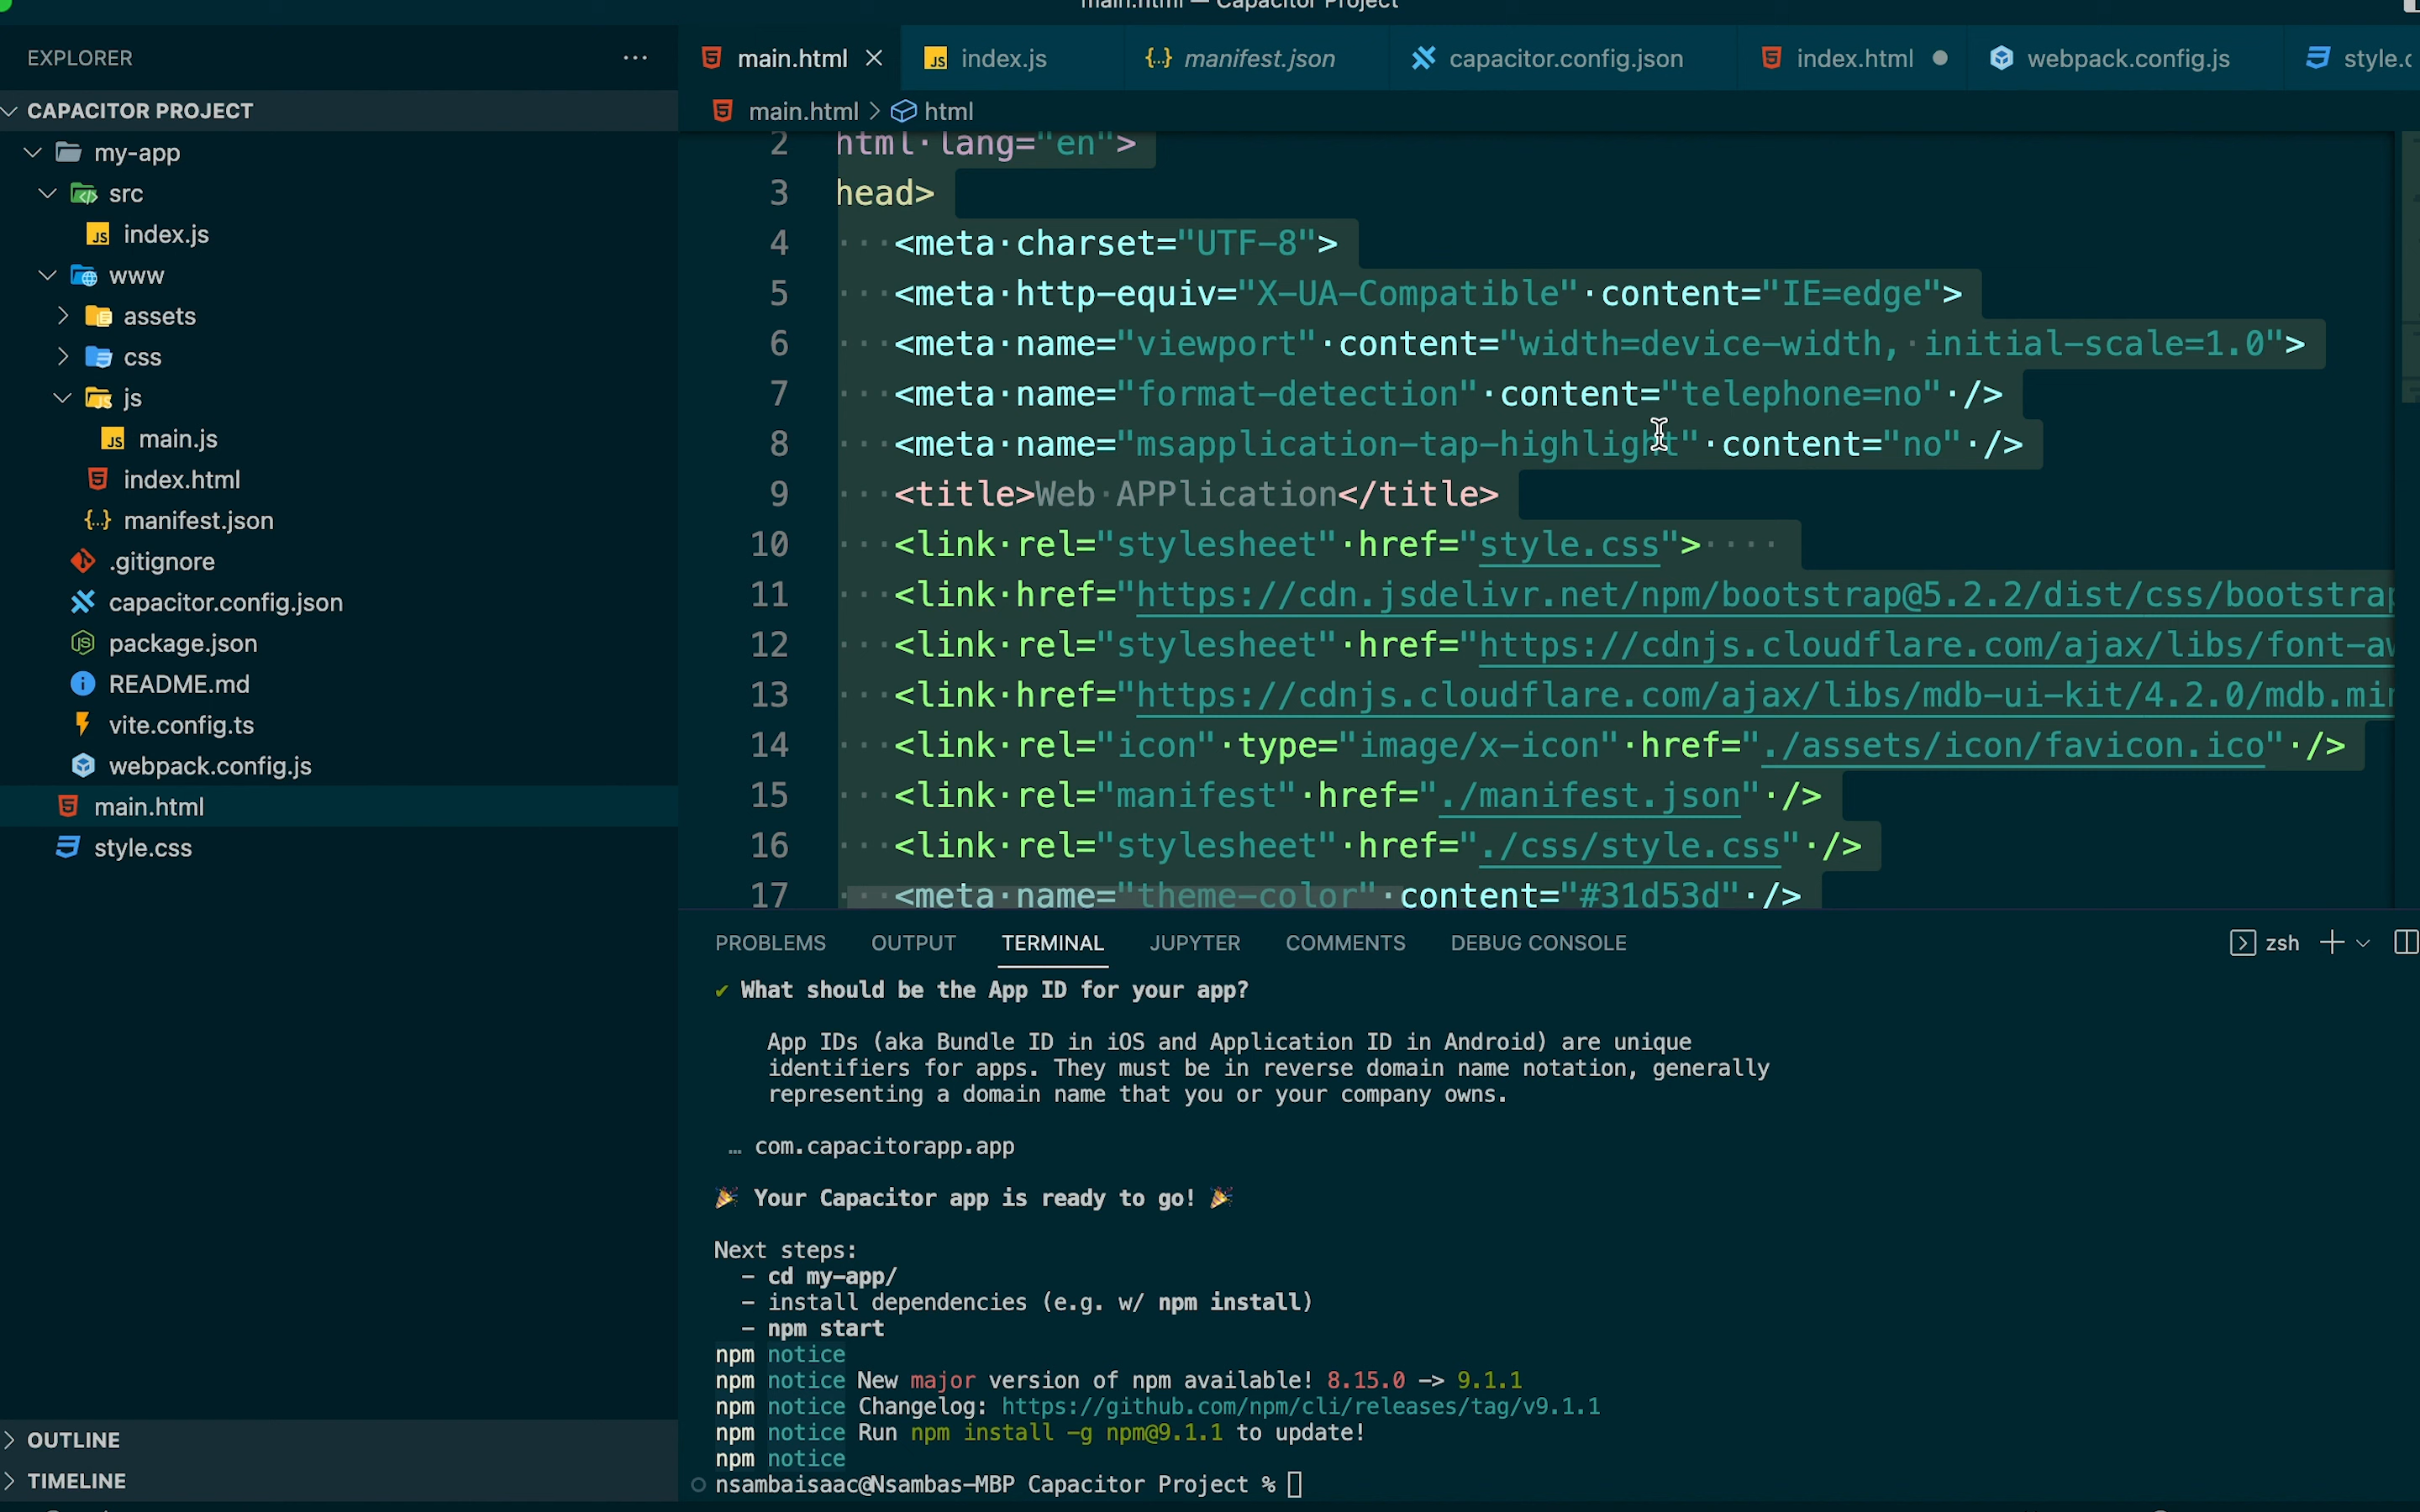 main.html — Capacitor Project
EXPLORER
CAPACITOR PROJECT
my-app
src
index.js
www
assets
css
js
main.js
index.html
manifest.json
.gitignore
capacitor.config.json
package.json
README.md
vite.config.ts
webpack.config.js
main.html
style.css
OUTLINE
TIMELINE
main.html index.js manifest.json capacitor.config.json index.html webpack.config.js style.c
main.html > html
2 html lang="en">
3 head>
4 <meta charset="UTF-8">
5 <meta http-equiv="X-UA-Compatible" content="IE=edge">
6 <meta name="viewport" content="width=device-width, initial-scale=1.0">
7 <meta name="format-detection" content="telephone=no" />
8 <meta name="msapplication-tap-highlight" content="no" />
9 <title>Web APPlication</title>
10 <link rel="stylesheet" href="style.css">
11 <link href="https://cdn.jsdelivr.net/npm/bootstrap@5.2.2/dist/css/bootstrap
12 <link rel="stylesheet" href="https://cdnjs.cloudflare.com/ajax/libs/font-aw
13 <link href="https://cdnjs.cloudflare.com/ajax/libs/mdb-ui-kit/4.2.0/mdb.min
14 <link rel="icon" type="image/x-icon" href="./assets/icon/favicon.ico" />
15 <link rel="manifest" href="./manifest.json" />
16 <link rel="stylesheet" href="./css/style.css" />
17 <meta name="theme-color" content="#31d53d" />
PROBLEMS OUTPUT TERMINAL JUPYTER COMMENTS DEBUG CONSOLE zsh
✔ What should be the App ID for your app?
App IDs (aka Bundle ID in iOS and Application ID in Android) are unique
identifiers for apps. They must be in reverse domain name notation, generally
representing a domain name that you or your company owns.
… com.capacitorapp.app
🎉 Your Capacitor app is ready to go! 🎉
Next steps:
- cd my-app/
- install dependencies (e.g. w/ npm install)
- npm start
npm notice
npm notice New major version of npm available! 8.15.0 -> 9.1.1
npm notice Changelog: https://github.com/npm/cli/releases/tag/v9.1.1
npm notice Run npm install -g npm@9.1.1 to update!
npm notice
nsambaisaac@Nsambas-MBP Capacitor Project %